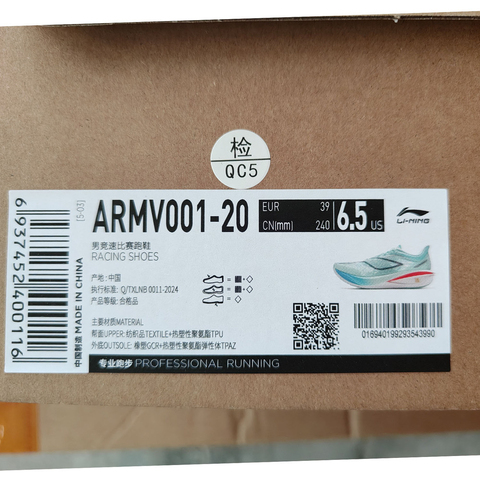 检
QC5
6937452400116
中国制造 MADE IN CHINA
[5-03]
ARMV001-20
男竞速比赛跑鞋
RACING SHOES
EUR 39
CN(mm) 240
6.5 US
LI-NING
产地: 中国
执行标准: Q/TXLNB 0011-2024
产品等级: 合格品
主要材质MATERIAL
帮面UPPER: 纺织品TEXTILE+热塑性聚氨酯TPU
外底OUTSOLE: 橡塑GCR+热塑性聚氨酯弹性体TPAZ
016940199293543990
专业跑步 PROFESSIONAL RUNNING